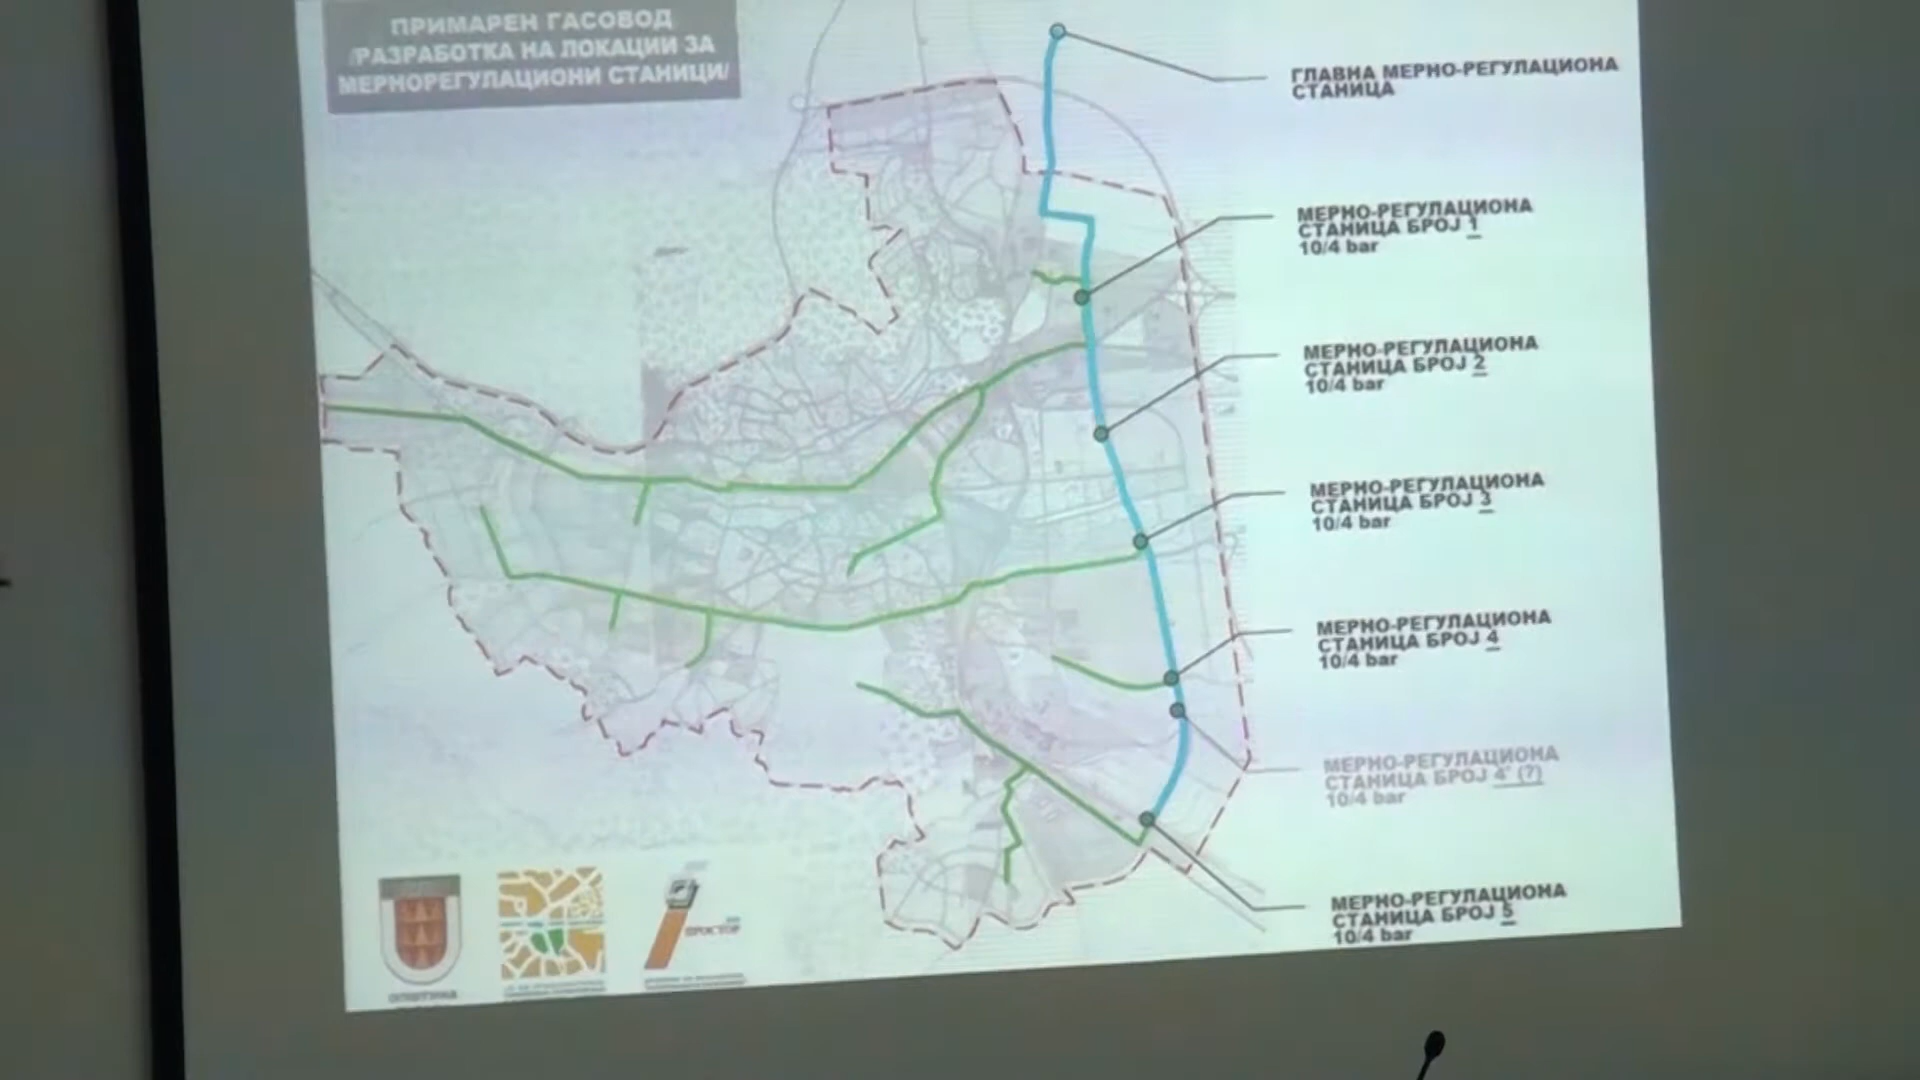 ПРИМАРЕН ГАСОВОД
/РАЗРАБОТКА НА ЛОКАЦИИ ЗА
МЕРНОРЕГУЛАЦИОНИ СТАНИЦИ/
ГЛАВНА МЕРНО-РЕГУЛАЦИОНА
СТАНИЦА
МЕРНО-РЕГУЛАЦИОНА
СТАНИЦА БРОЈ 1
10/4 bar
МЕРНО-РЕГУЛАЦИОНА
СТАНИЦА БРОЈ 2
10/4 bar
МЕРНО-РЕГУЛАЦИОНА
СТАНИЦА БРОЈ 3
10/4 bar
МЕРНО-РЕГУЛАЦИОНА
СТАНИЦА БРОЈ 4
10/4 bar
МЕРНО-РЕГУЛАЦИОНА
СТАНИЦА БРОЈ 4' (?)
10/4 bar
МЕРНО-РЕГУЛАЦИОНА
СТАНИЦА БРОЈ 5
10/4 bar
ПРОСТОР
ОПШТИНА